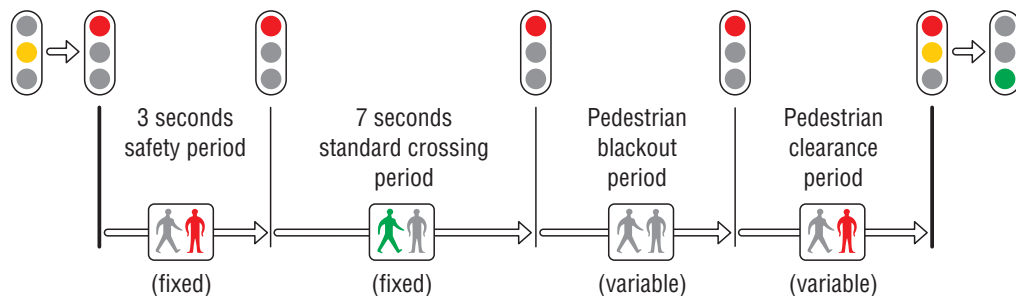 3 seconds
safety period
7 seconds
standard crossing
period
Pedestrian
blackout
period
Pedestrian
clearance
period
(fixed)
(fixed)
(variable)
(variable)